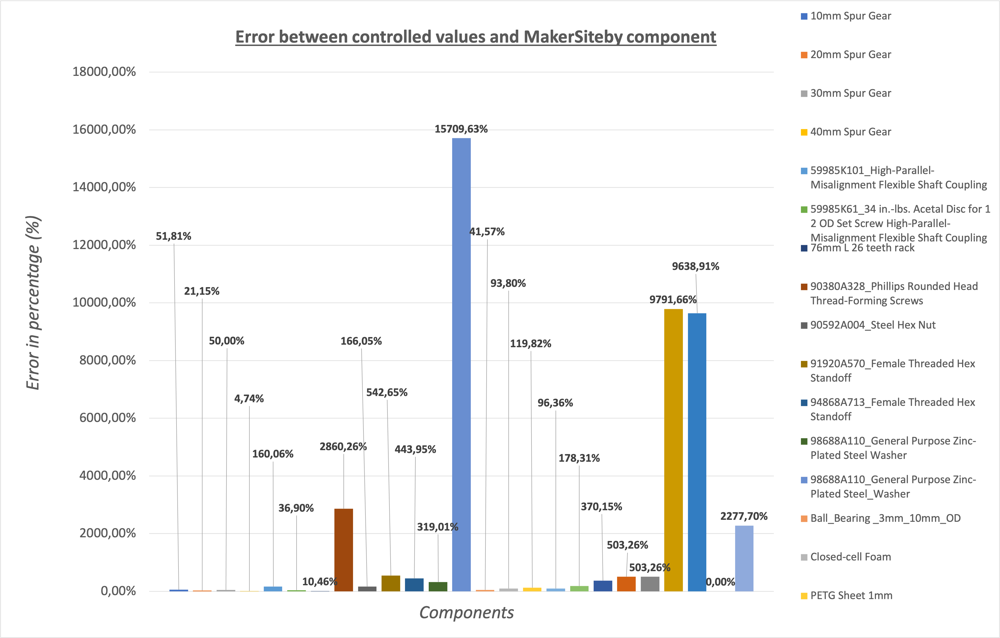 Error between controlled values and MakerSiteby component
Error in percentage (%)
18000,00%
16000,00%
14000,00%
12000,00%
10000,00%
8000,00%
6000,00%
4000,00%
2000,00%
0,00%
51,81%
21,15%
50,00%
4,74%
160,06%
36,90%
10,46%
2860,26%
166,05%
542,65%
443,95%
319,01%
15709,63%
41,57%
93,80%
119,82%
96,36%
178,31%
370,15%
503,26%
503,26%
9791,66%
9638,91%
0,00%
2277,70%
Components
10mm Spur Gear
20mm Spur Gear
30mm Spur Gear
40mm Spur Gear
59985K101_High-Parallel-
Misalignment Flexible Shaft Coupling
59985K61_34 in.-lbs. Acetal Disc for 1
2 OD Set Screw High-Parallel-
Misalignment Flexible Shaft Coupling
76mm L 26 teeth rack
90380A328_Phillips Rounded Head
Thread-Forming Screws
90592A004_Steel Hex Nut
91920A570_Female Threaded Hex
Standoff
94868A713_Female Threaded Hex
Standoff
98688A110_General Purpose Zinc-
Plated Steel Washer
98688A110_General Purpose Zinc-
Plated Steel_Washer
Ball_Bearing _3mm_10mm_OD
Closed-cell Foam
PETG Sheet 1mm